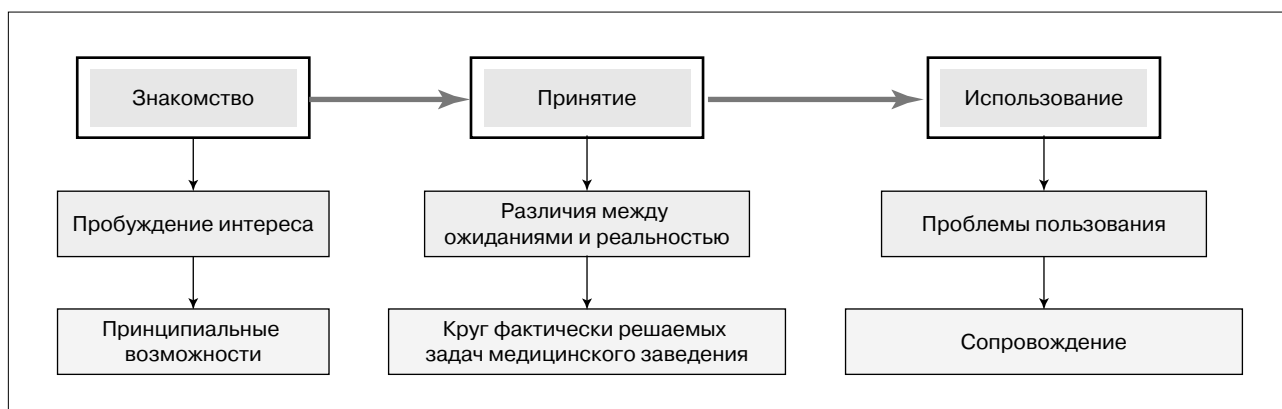 Знакомство
Принятие
Использование
Пробуждение интереса
Различия между
ожиданиями и реальностью
Проблемы пользования
Принципиальные
возможности
Круг фактически решаемых
задач медицинского заведения
Сопровождение